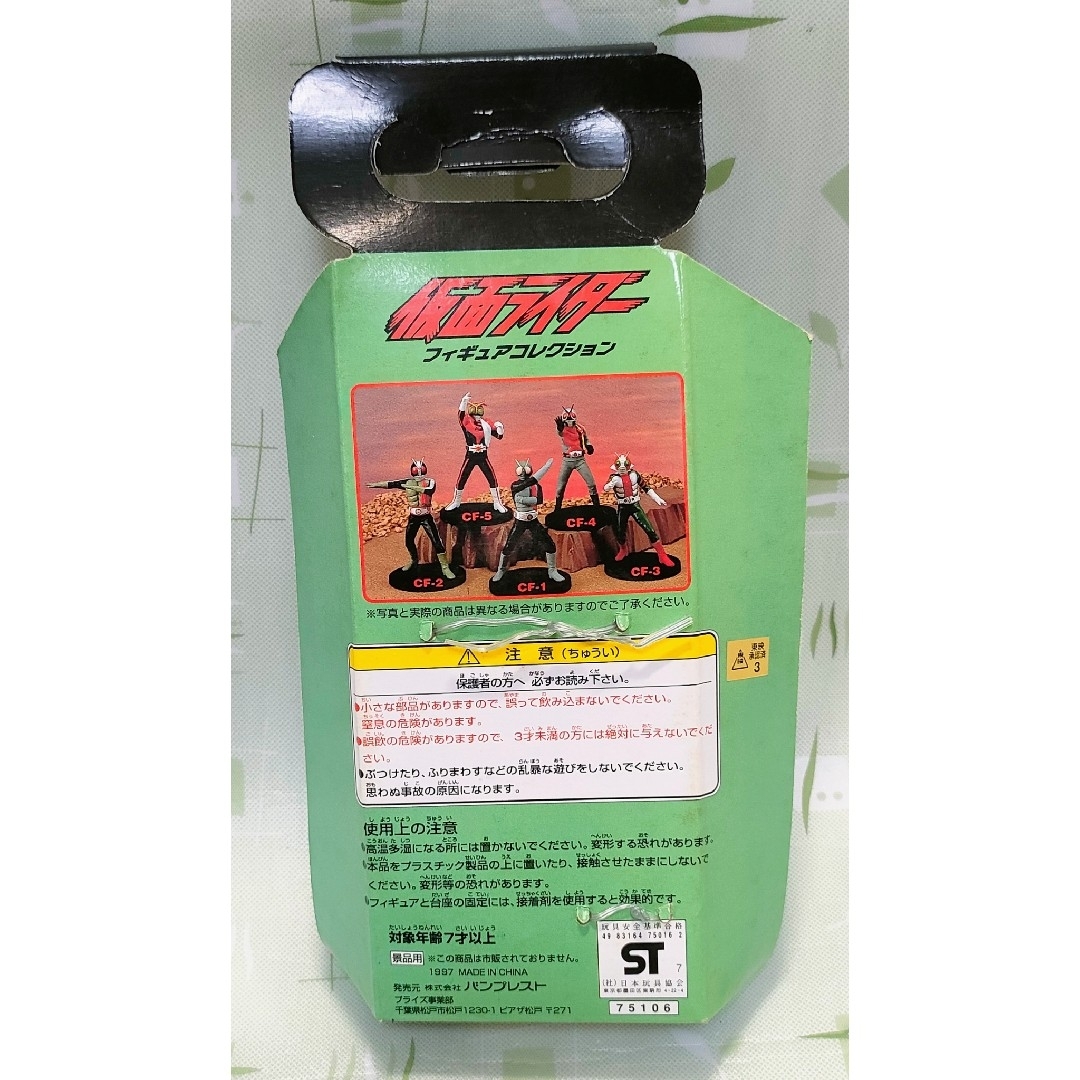 仮面ライダー
フィギュアコレクション
CF-5
CF-4
CF-2
CF-1
CF-3
※写真と実際の商品は異なる場合がありますのでご了承ください。
⚠ 注意(ちゅうい)
保護者の方へ 必ずお読み下さい。
●小さな部品がありますので、誤って飲み込まないでください。
窒息の危険があります。
●誤飲の危険がありますので、3才未満の方には絶対に与えないでくだ
さい。
●ぶつけたり、ふりまわすなどの乱暴な遊びをしないでください。
思わぬ事故の原因になります。
東映
承認済
3
使用上の注意
●高温多湿になる所には置かないでください。変形する恐れがあります。
●本品をプラスチック製品の上に置いたり、接触させたままにしないで
ください。変形等の恐れがあります。
●フィギュアと台座の固定には、接着剤を使用すると効果的です。
対象年齢7才以上
景品用 ※この商品は市販されておりません。
1997 MADE IN CHINA
発売元 株式会社 バンプレスト
プライズ事業部
千葉県松戸市松戸1230-1 ピアザ松戸 〒271
玩具安全基準合格
49 83164 75016 2
ST 7
(社)日本玩具協会
75106